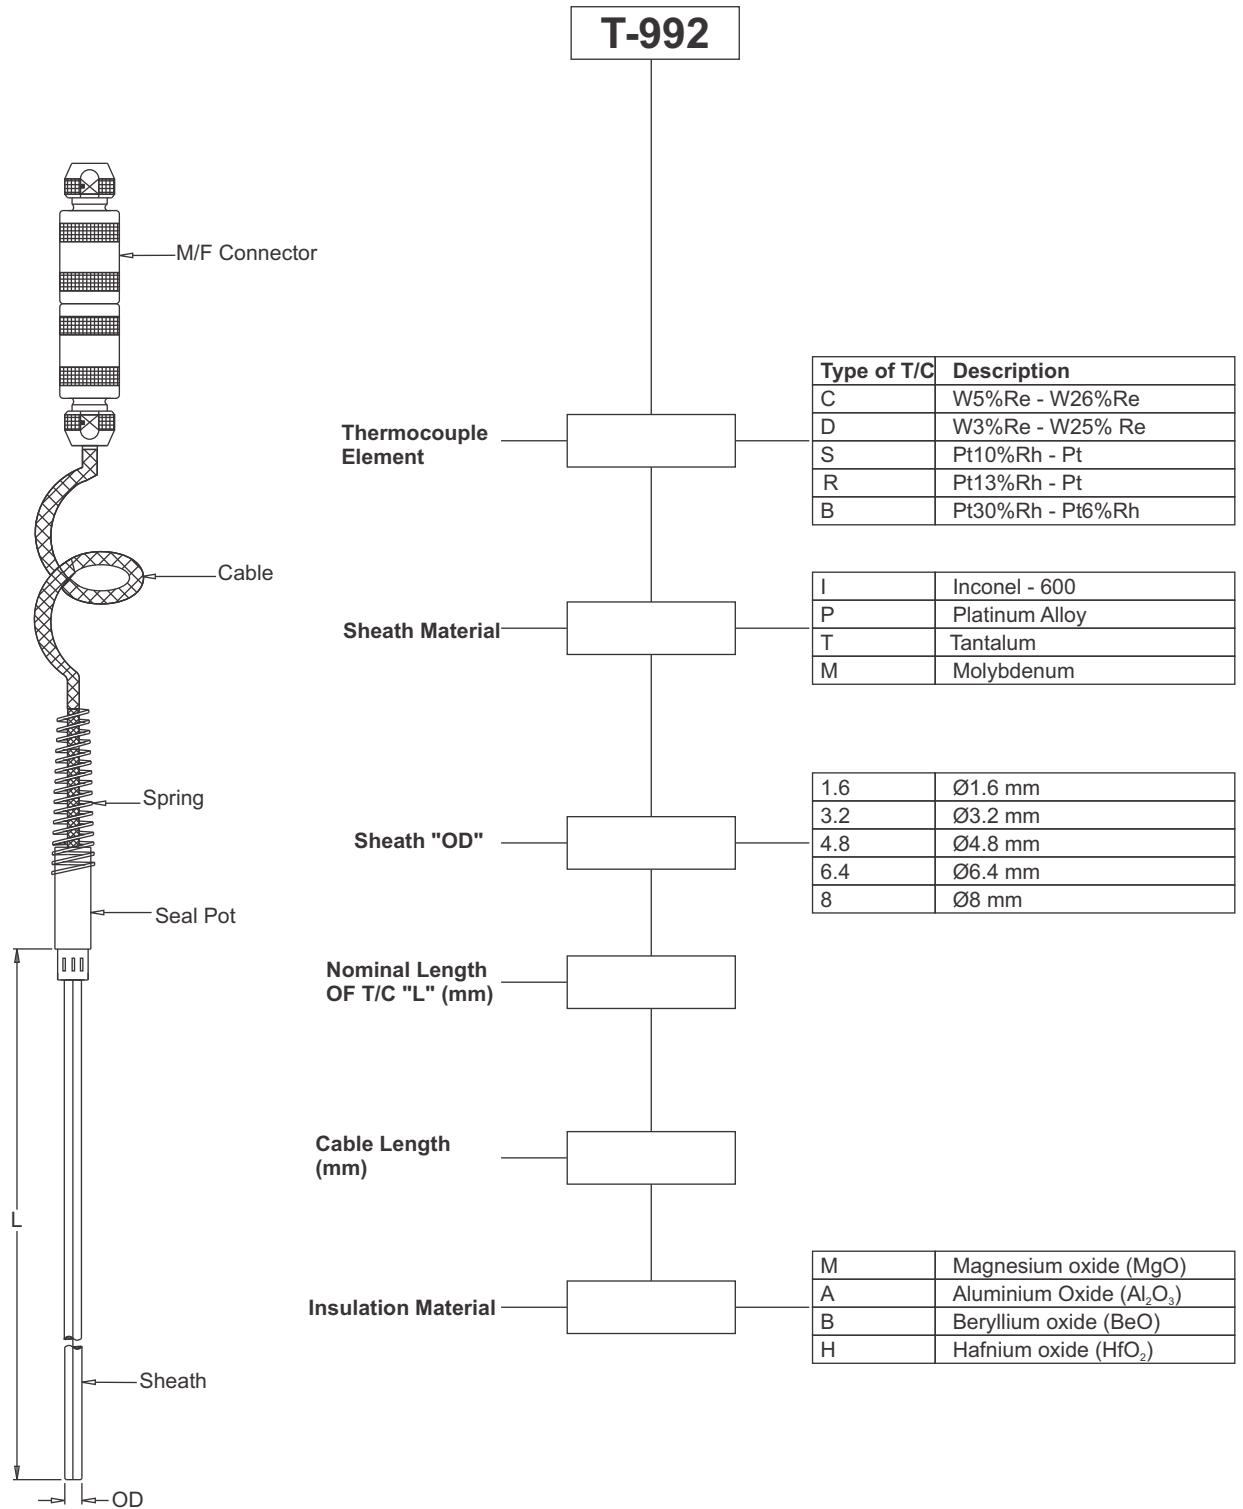 T-992
M/F Connector
Cable
Spring
Seal Pot
L
Sheath
OD
Thermocouple
Element
Type of T/C Description
C W5%Re - W26%Re
D W3%Re - W25% Re
S Pt10%Rh - Pt
R Pt13%Rh - Pt
B Pt30%Rh - Pt6%Rh
Sheath Material
I Inconel - 600
P Platinum Alloy
T Tantalum
M Molybdenum
Sheath "OD"
1.6 Ø1.6 mm
3.2 Ø3.2 mm
4.8 Ø4.8 mm
6.4 Ø6.4 mm
8 Ø8 mm
Nominal Length
OF T/C "L" (mm)
Cable Length
(mm)
Insulation Material
M Magnesium oxide (MgO)
A Aluminium Oxide (Al₂O₃)
B Beryllium oxide (BeO)
H Hafnium oxide (HfO₂)